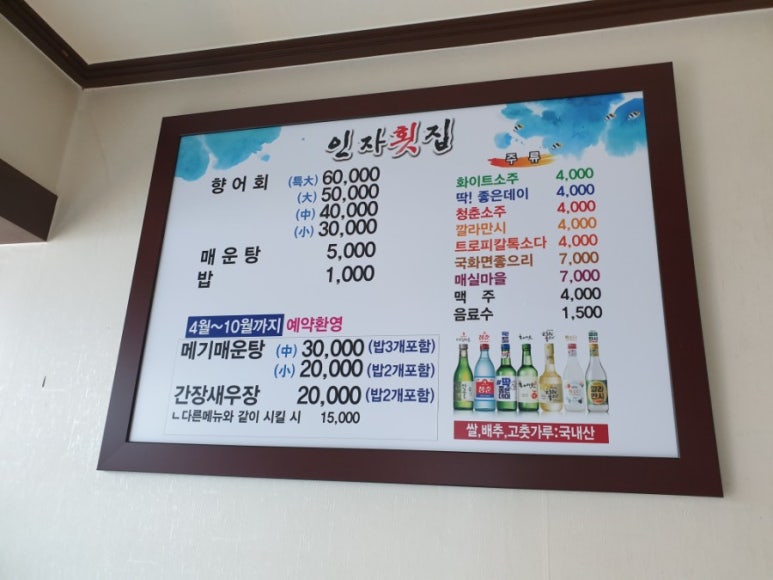 인자횟집
향어회 (특大) 60,000
(大) 50,000
(中) 40,000
(小) 30,000
매운탕 5,000
밥 1,000
4월~10월까지 예약환영
메기매운탕 (中) 30,000 (밥3개포함)
(小) 20,000 (밥2개포함)
간장새우장 20,000 (밥2개포함)
ㄴ다른메뉴와 같이 시킬 시 15,000
주류
화이트소주 4,000
딱! 좋은데이 4,000
청춘소주 4,000
깔라만시 4,000
트로피칼톡소다 4,000
국화면좋으리 7,000
매실마을 7,000
맥주 4,000
음료수 1,500
쌀,배추,고춧가루:국내산